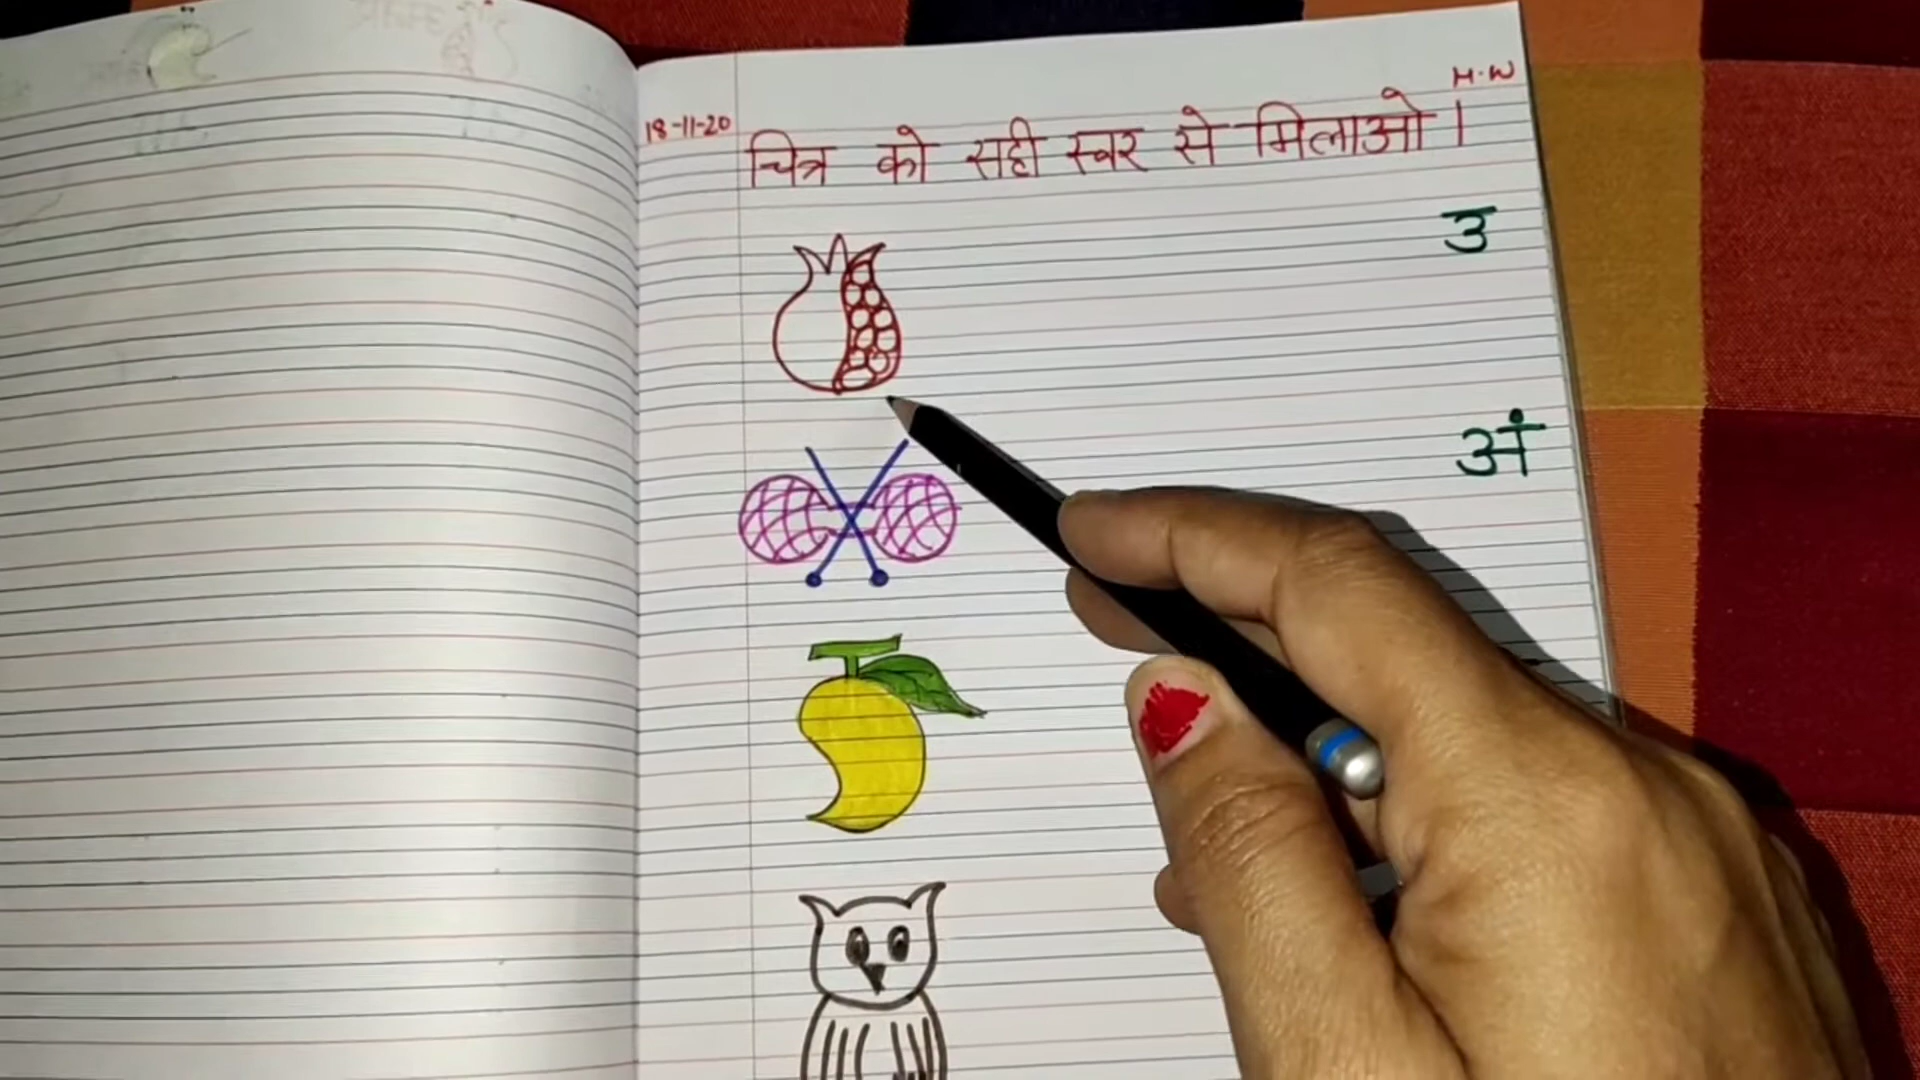 H.W
18-11-20
चित्र को सही स्वर से मिलाओ।
उ
अं